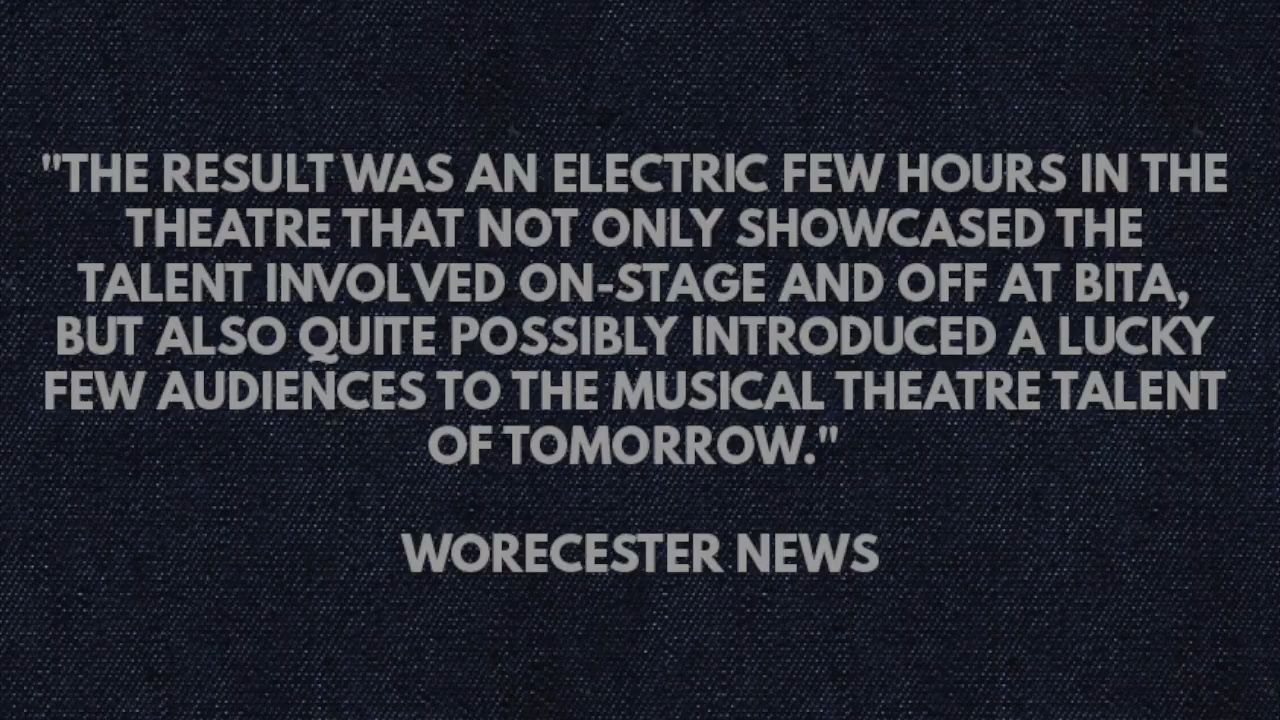 "THE RESULT WAS AN ELECTRIC FEW HOURS IN THE
THEATRE THAT NOT ONLY SHOWCASED THE
TALENT INVOLVED ON-STAGE AND OFF AT BITA,
BUT ALSO QUITE POSSIBLY INTRODUCED A LUCKY
FEW AUDIENCES TO THE MUSICAL THEATRE TALENT
OF TOMORROW."
WORECESTER NEWS